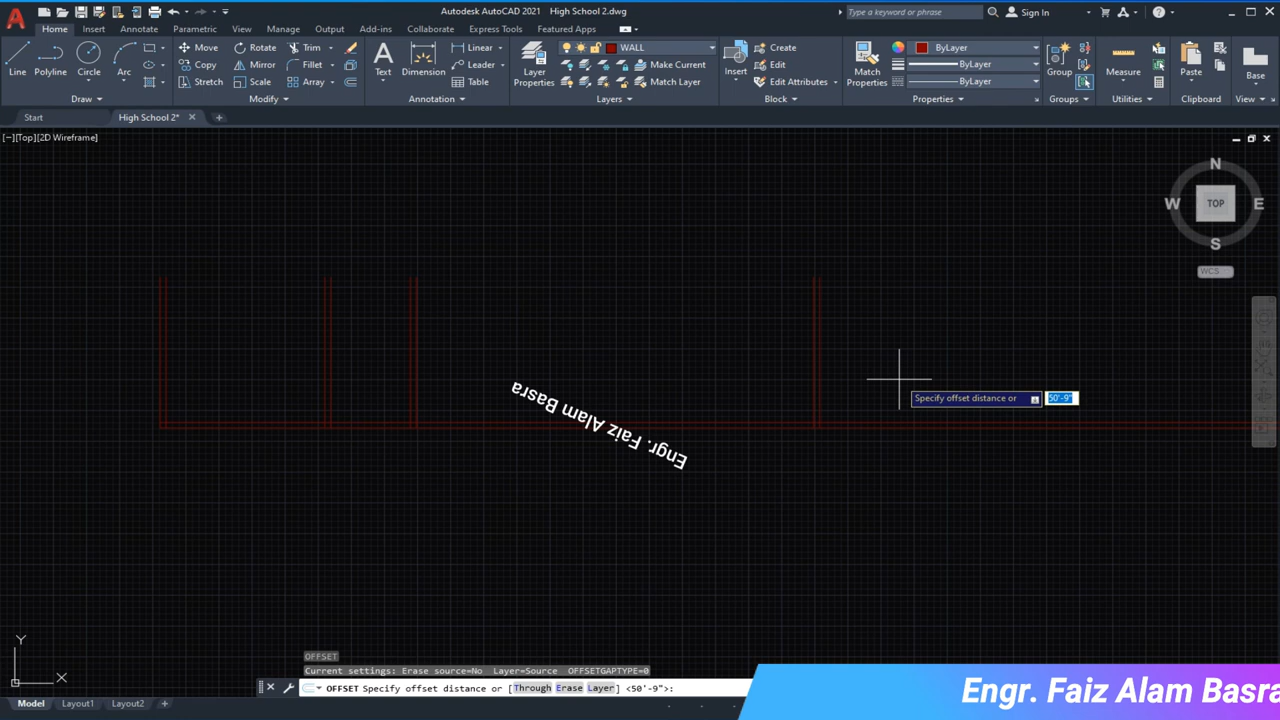 Autodesk AutoCAD 2021 High School 2.dwg
Type a keyword or phrase
Sign In
Home Insert Annotate Parametric View Manage Output Add-ins Collaborate Express Tools Featured Apps
Line Polyline Circle Arc
Move Rotate Trim
Copy Mirror Fillet
Stretch Scale Array
Text Dimension
Linear
Leader
Table
Layer Properties
WALL
Make Current
Match Layer
Insert
Create
Edit
Edit Attributes
Match Properties
ByLayer
ByLayer
ByLayer
Group
Measure
Paste
Base
Draw Modify Annotation Layers Block Properties Groups Utilities Clipboard View
Start High School 2*
[−][Top][2D Wireframe]
N
W TOP E
S
WCS
Engr. Faiz Alam Basra
Specify offset distance or 50'-9"
Y
X
OFFSET
Current settings: Erase source=No Layer=Source OFFSETGAPTYPE=0
OFFSET Specify offset distance or [Through Erase Layer] <50'-9">:
Model Layout1 Layout2
Engr. Faiz Alam Basra